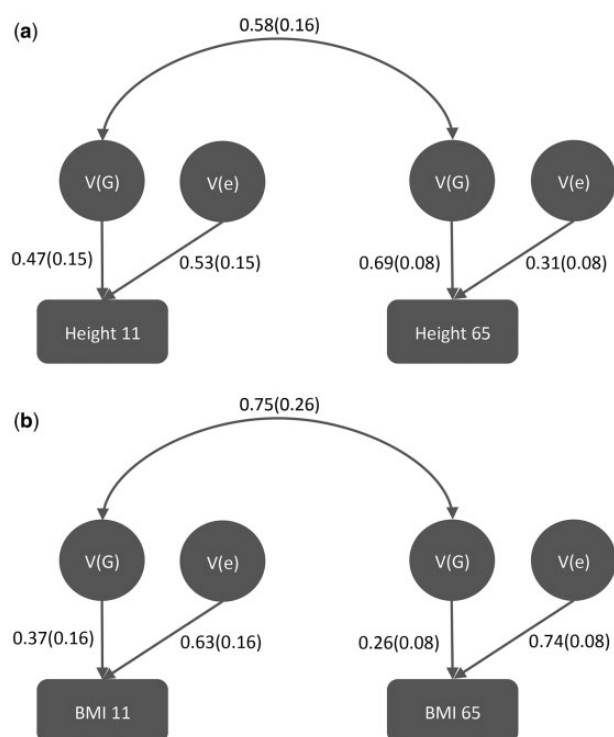 (a)
0.58(0.16)
V(G) V(e) V(G) V(e)
0.47(0.15) 0.53(0.15) 0.69(0.08) 0.31(0.08)
Height 11 Height 65
(b)
0.75(0.26)
V(G) V(e) V(G) V(e)
0.37(0.16) 0.63(0.16) 0.26(0.08) 0.74(0.08)
BMI 11 BMI 65